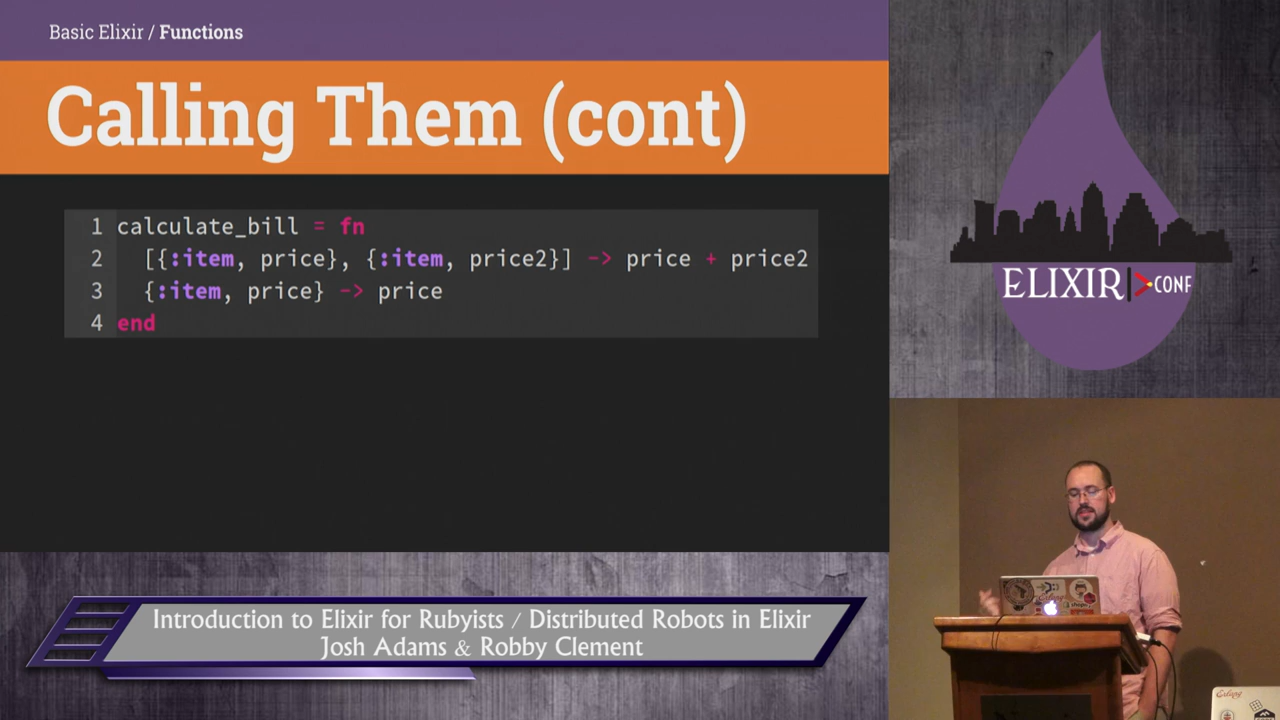 Basic Elixir / Functions
Calling Them (cont)
1 calculate_bill = fn
2 [{:item, price}, {:item, price2}] -> price + price2
3 {:item, price} -> price
4 end
ELIXIR CONF
Introduction to Elixir for Rubyists / Distributed Robots in Elixir
Josh Adams & Robby Clement
Erlang